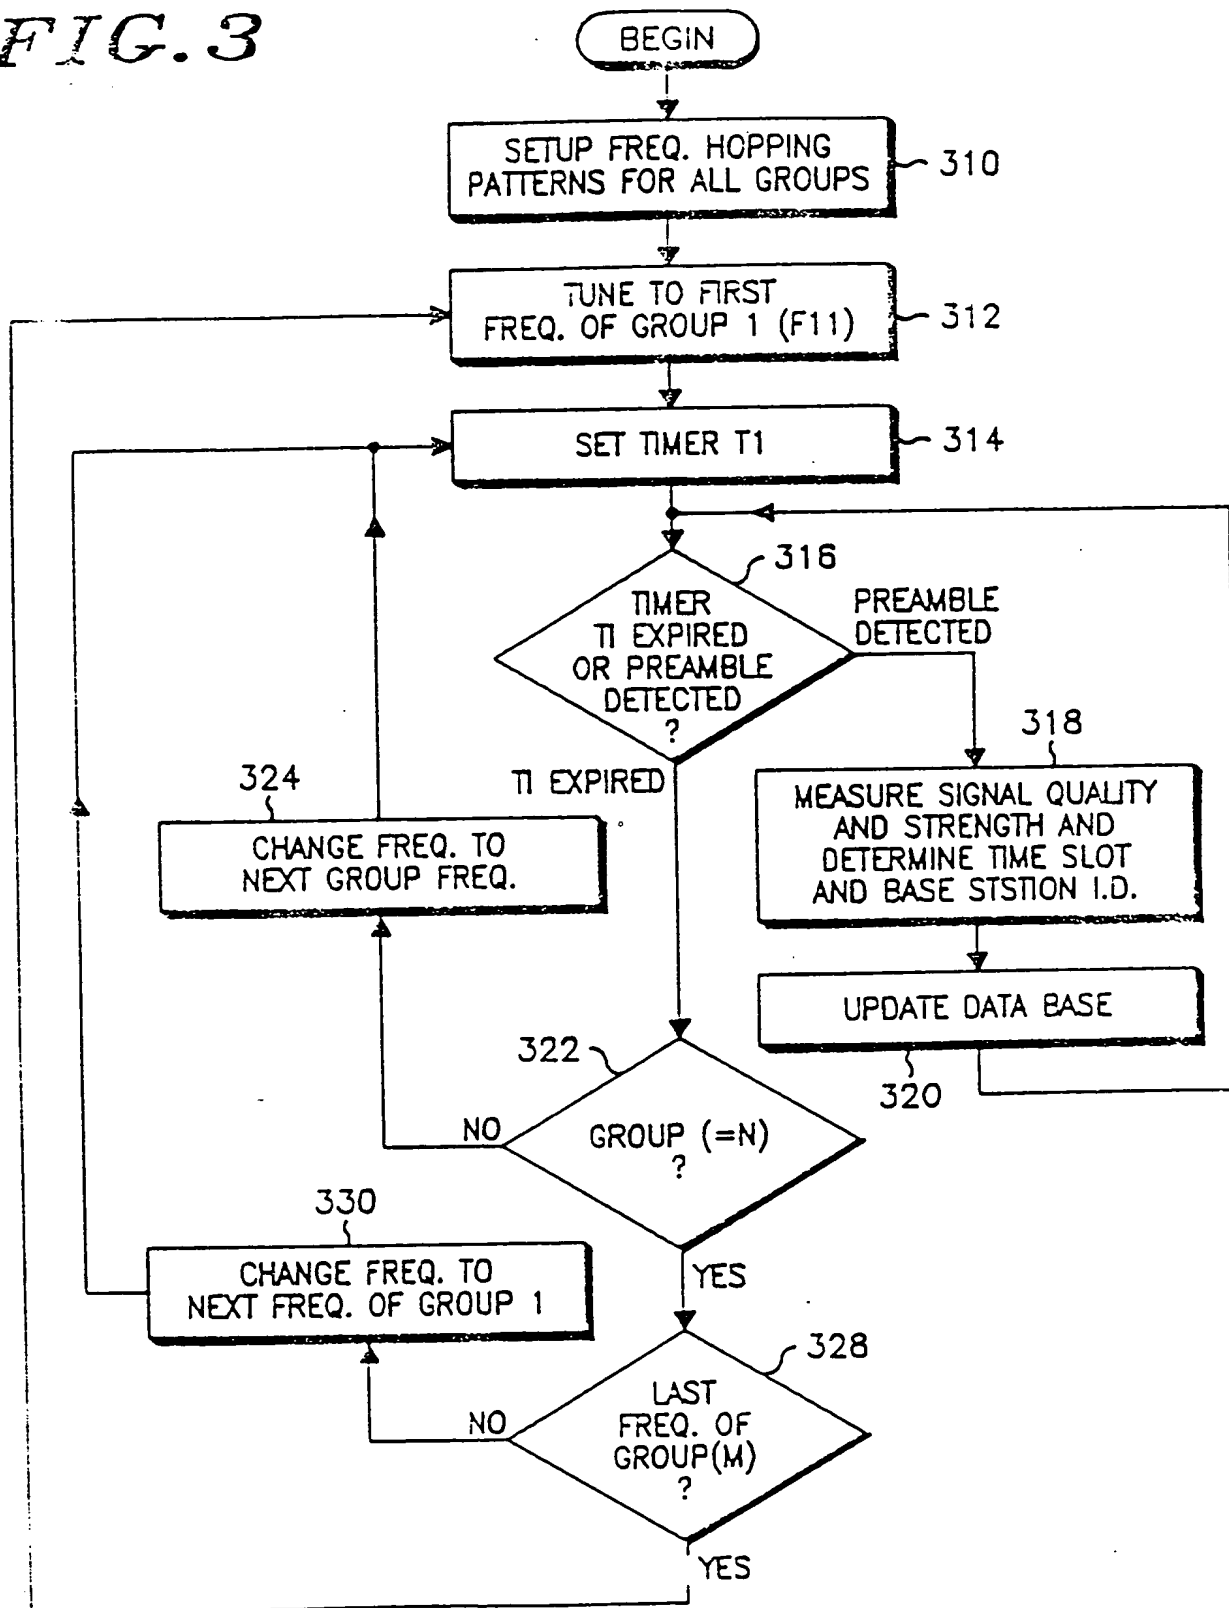 FIG. 3
BEGIN
SETUP FREQ. HOPPING
PATTERNS FOR ALL GROUPS
310
TUNE TO FIRST
FREQ. OF GROUP 1 (F11)
312
SET TIMER T1
314
316
TIMER
T1 EXPIRED
OR PREAMBLE
DETECTED
?
PREAMBLE
DETECTED
T1 EXPIRED
318
MEASURE SIGNAL QUALITY
AND STRENGTH AND
DETERMINE TIME SLOT
AND BASE STSTION I.D.
324
CHANGE FREQ. TO
NEXT GROUP FREQ.
UPDATE DATA BASE
320
322
GROUP (=N)
?
NO
YES
330
CHANGE FREQ. TO
NEXT FREQ. OF GROUP 1
328
LAST
FREQ. OF
GROUP(M)
?
NO
YES